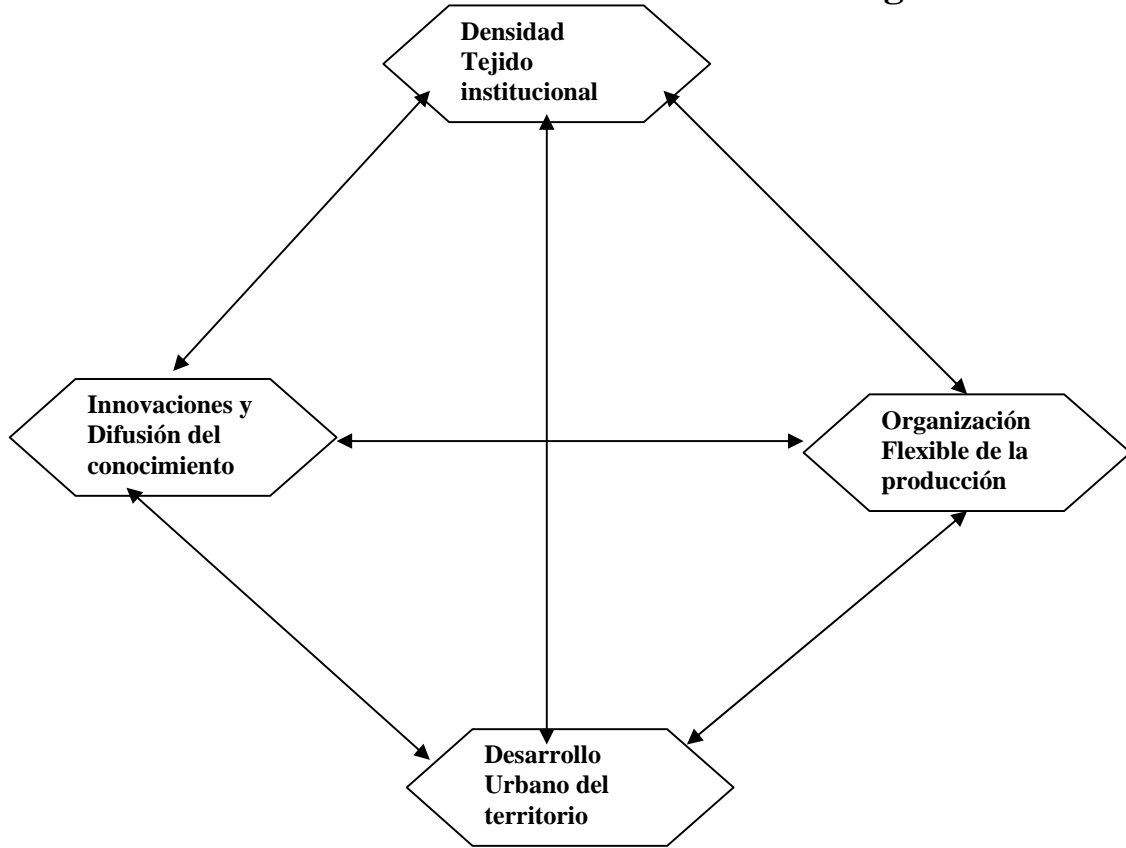 Densidad
Tejido
institucional
Innovaciones y
Difusión del
conocimiento
Organización
Flexible de la
producción
Desarrollo
Urbano del
territorio